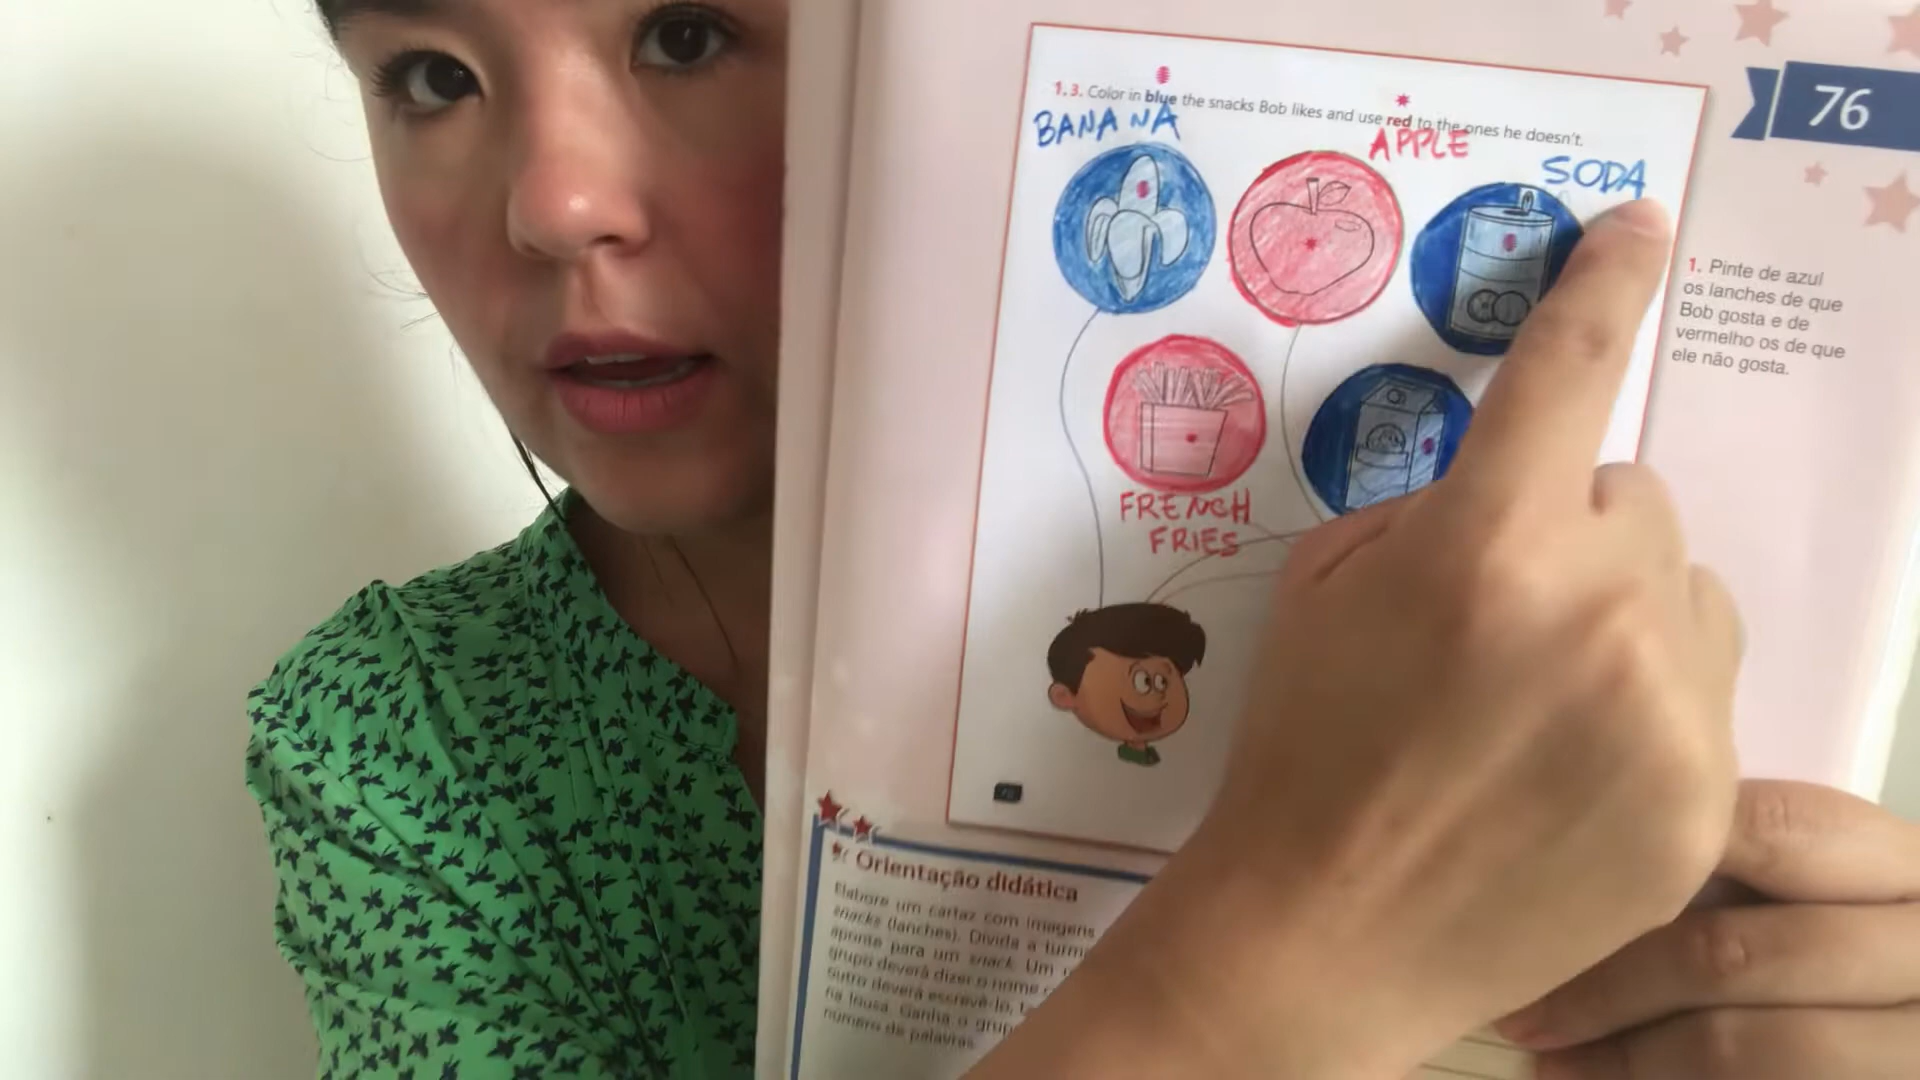 76
1.3. Color in blue the snacks Bob likes and use red to the ones he doesn't.
BANANA
APPLE
SODA
FRENCH
FRIES
1. Pinte de azul
os lanches de que
Bob gosta e de
vermelho os de que
ele não gosta.
Orientação didática
Elabore um cartaz com imagens
snacks (lanches). Divida a turm
aponte para um snack. Um
grupo deverá dizer o nome
outro deverá escrevê-lo,
na lousa. Ganha o grup
número de palavras